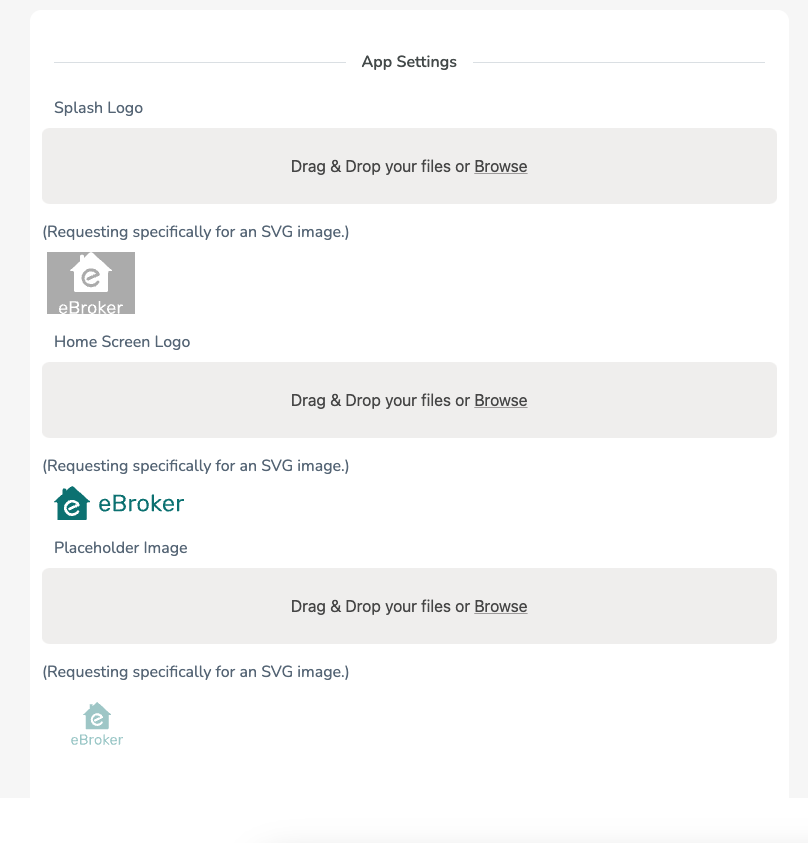 App Settings
Splash Logo
Drag & Drop your files or Browse
(Requesting specifically for an SVG image.)
eBroker
Home Screen Logo
Drag & Drop your files or Browse
(Requesting specifically for an SVG image.)
eBroker
Placeholder Image
Drag & Drop your files or Browse
(Requesting specifically for an SVG image.)
eBroker